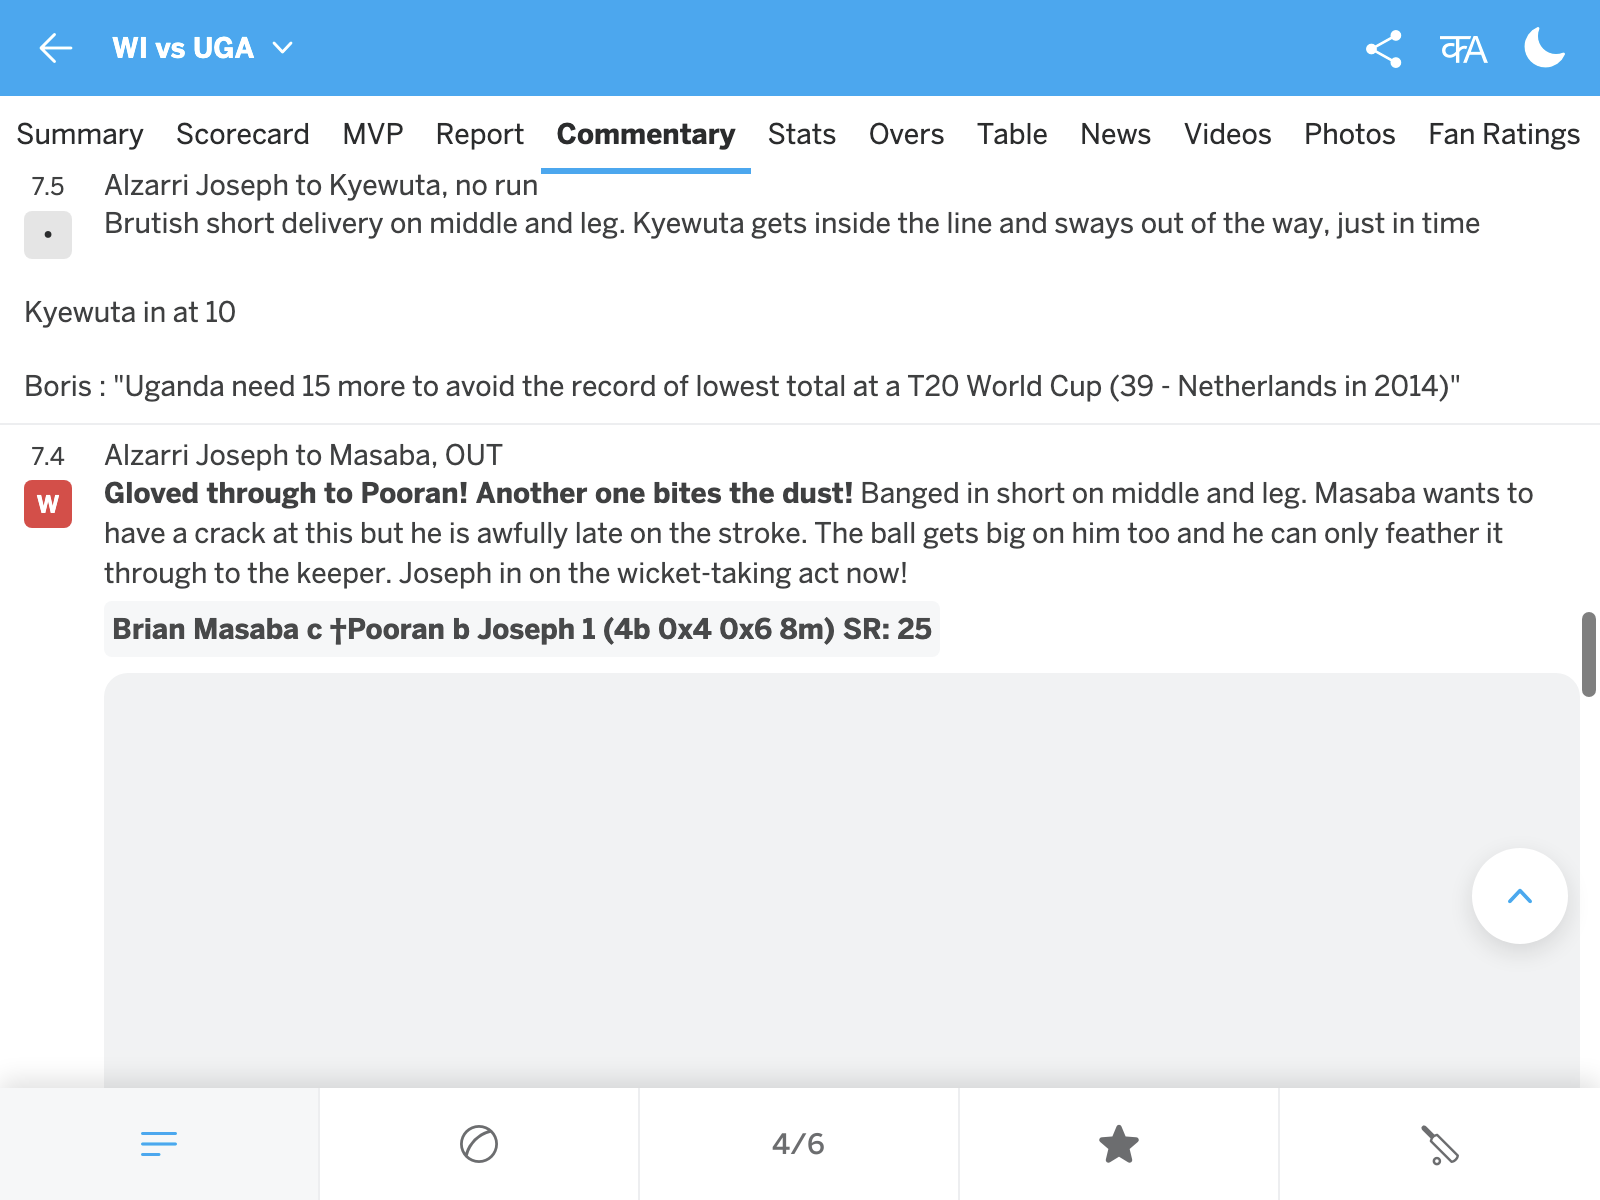 WI vs UGA
क/A
Summary Scorecard MVP Report Commentary Stats Overs Table News Videos Photos Fan Ratings
7.5 Alzarri Joseph to Kyewuta, no run
• Brutish short delivery on middle and leg. Kyewuta gets inside the line and sways out of the way, just in time
Kyewuta in at 10
Boris : "Uganda need 15 more to avoid the record of lowest total at a T20 World Cup (39 - Netherlands in 2014)"
7.4 Alzarri Joseph to Masaba, OUT
W Gloved through to Pooran! Another one bites the dust! Banged in short on middle and leg. Masaba wants to
have a crack at this but he is awfully late on the stroke. The ball gets big on him too and he can only feather it
through to the keeper. Joseph in on the wicket-taking act now!
Brian Masaba c †Pooran b Joseph 1 (4b 0x4 0x6 8m) SR: 25
4/6